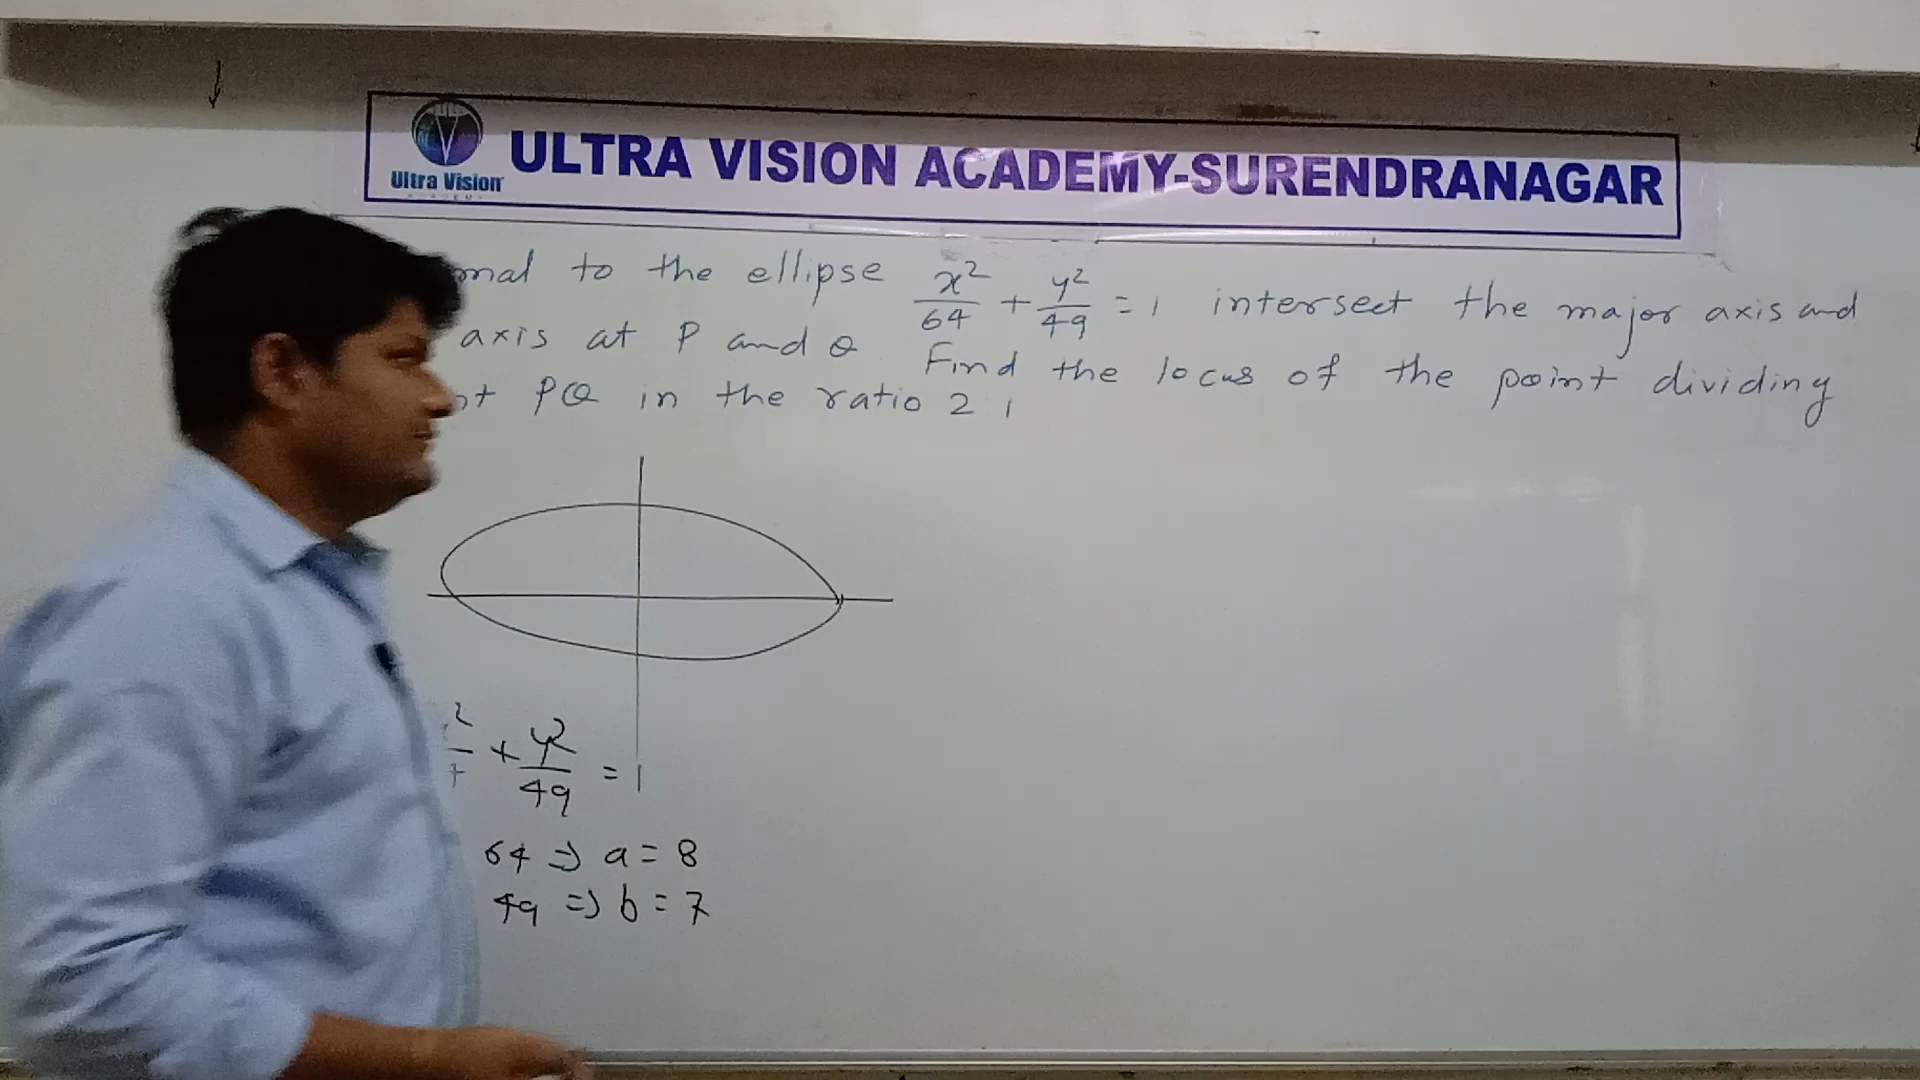 Ultra Vision
ULTRA VISION ACADEMY-SURENDRANAGAR
to the ellipse x²/64 + y²/49 = 1 intersect the major axis and
axis at P and Q Find the locus of the point dividing
PQ in the ratio 2 1
+ y²/49 = 1
64 ⇒ a = 8
49 ⇒ b = 7